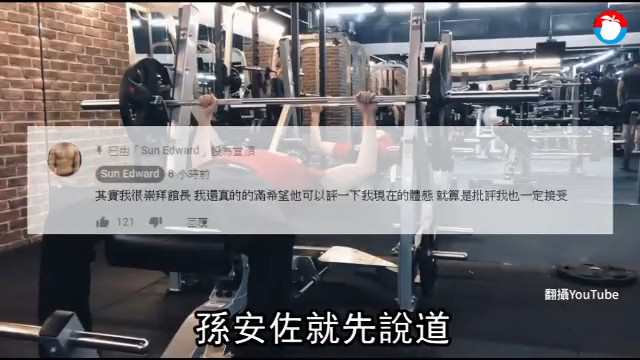 已由「Sun Edward」設為置頂
Sun Edward 8 小時前
其實我很崇拜館長 我還真的的滿希望他可以評一下我現在的體態 就算是批評我也一定接受
121 回覆
翻攝YouTube
孫安佐就先說道